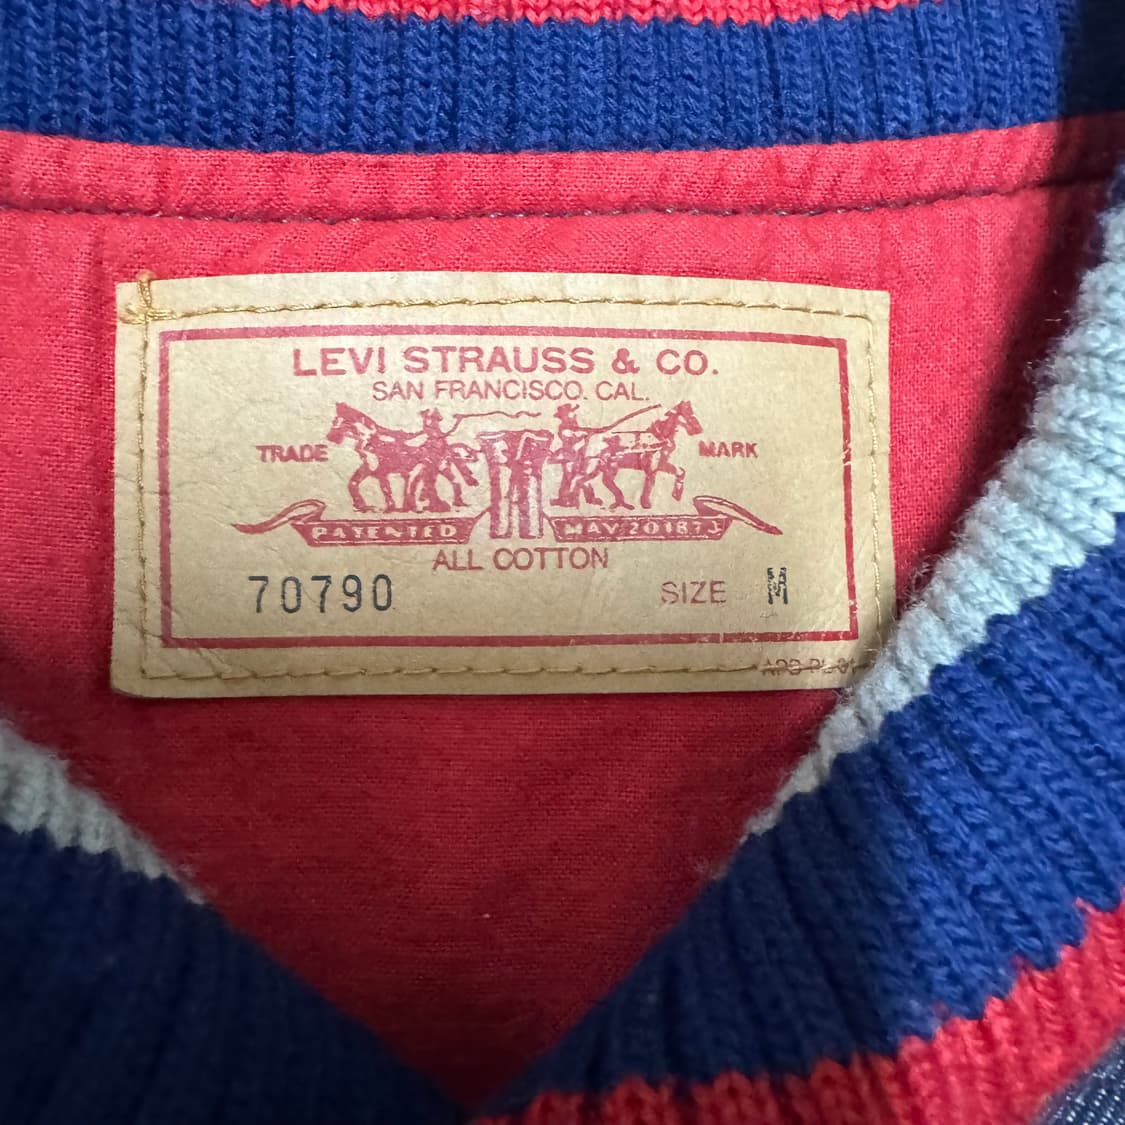 LEVI STRAUSS & CO.
SAN FRANCISCO. CAL.
TRADE MARK
PATENTED MAY 20 1873
ALL COTTON
70790 SIZE M